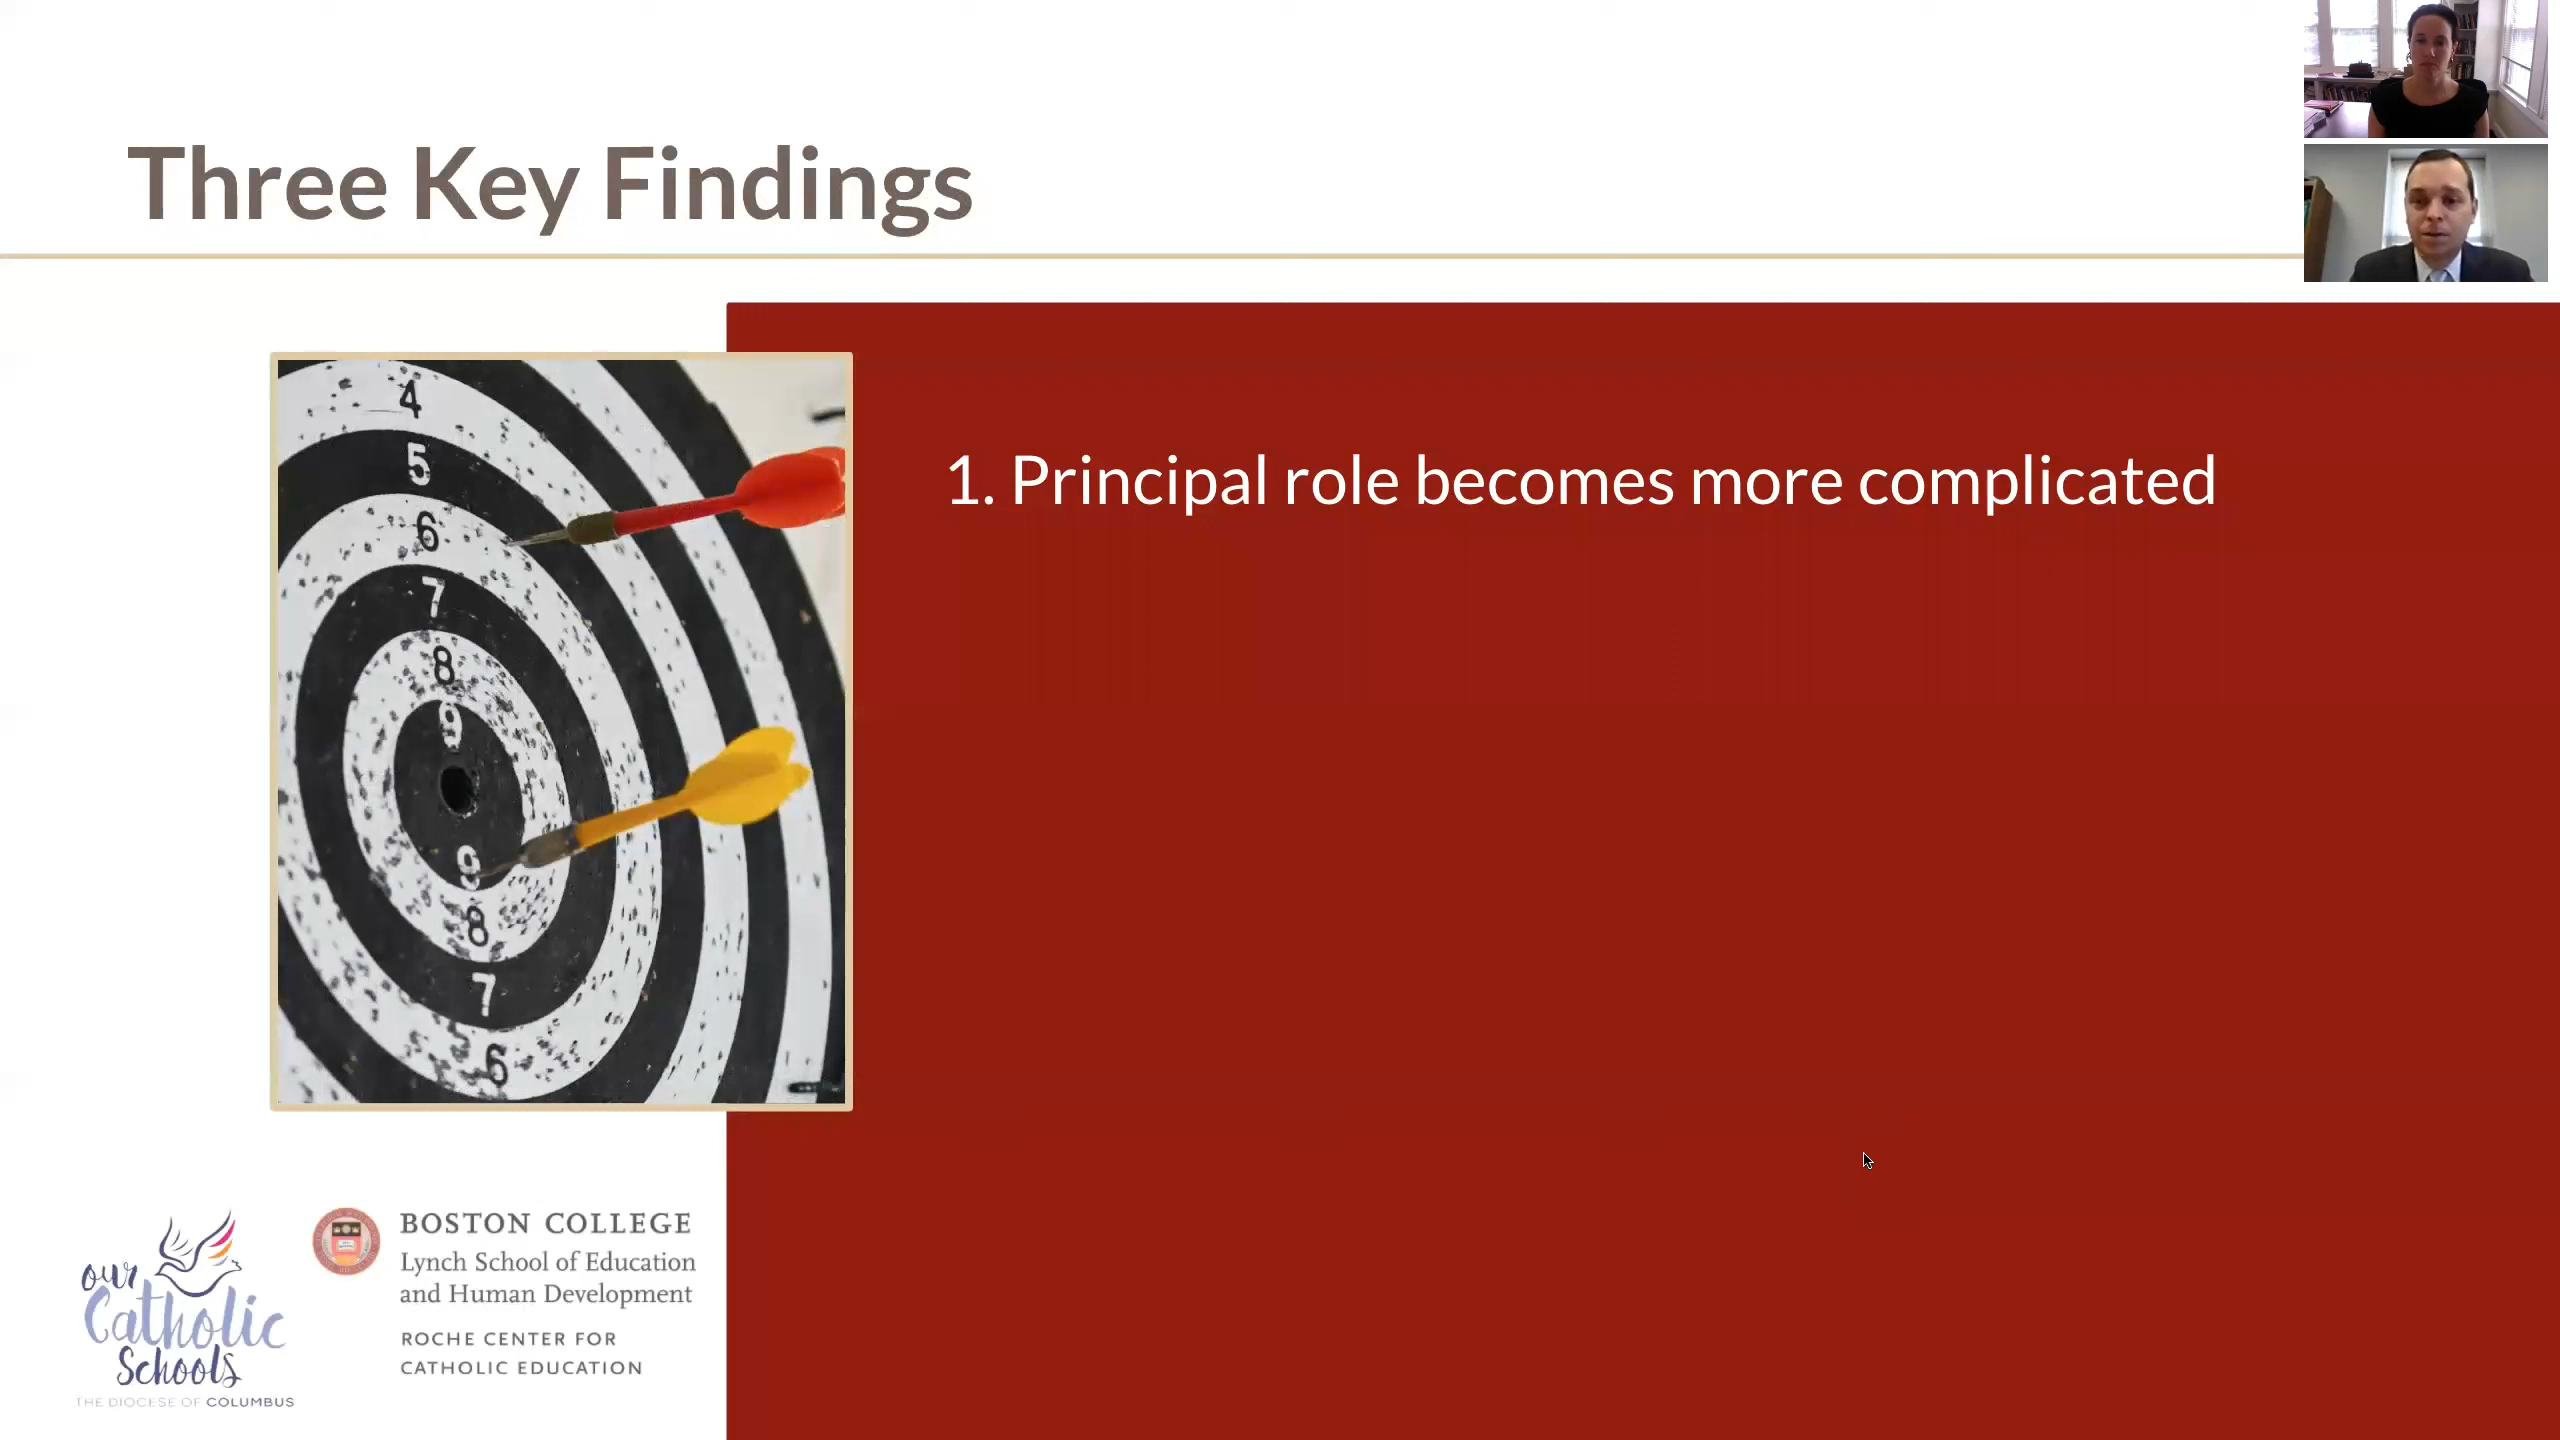 Three Key Findings
1. Principal role becomes more complicated
4
5
6
7
8
9
9
8
7
6
our
Catholic
Schools
THE DIOCESE OF COLUMBUS
BOSTON COLLEGE
Lynch School of Education
and Human Development
ROCHE CENTER FOR
CATHOLIC EDUCATION